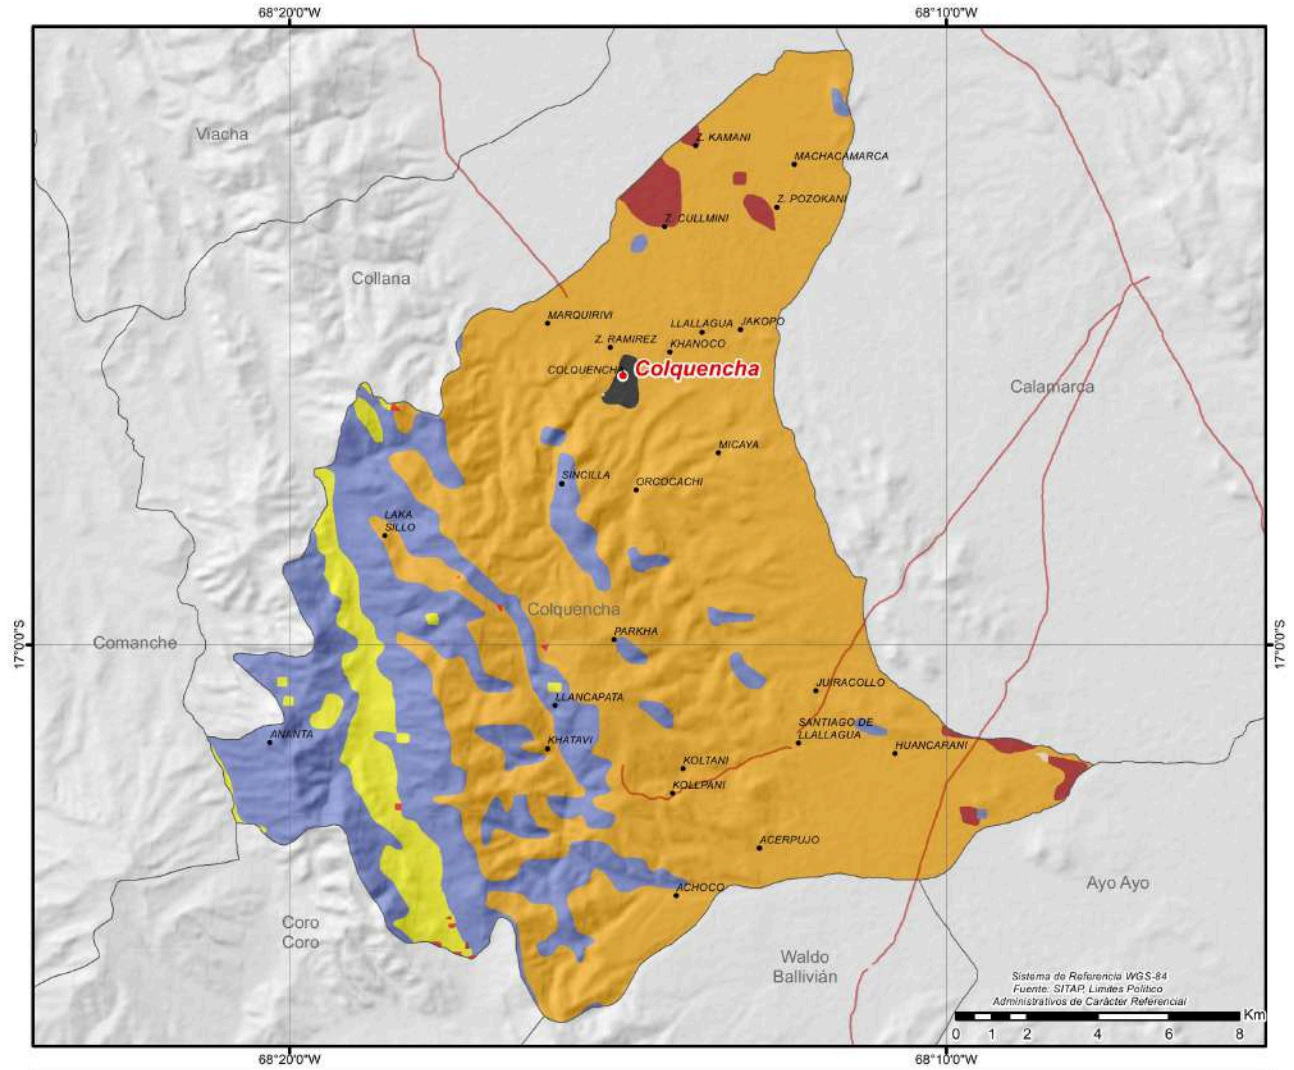 68°20'0"W
68°10'0"W
Viacha
Z. KAMANI
MACHACAMARCA
Z. POZOKANI
Z. CULLMINI
Collana
MARQUIRIVI
LLALLAGUA
JAKOPO
Z. RAMIREZ
KHANOCO
COLQUENCHA
Colquencha
Calamarca
MICAYA
SINCILLA
ORCOCACHI
LAKA
SILLO
Colquencha
PARKHA
Comanche
17°0'0"S
17°0'0"S
JUIRACOLLO
LLANCAPATA
SANTIAGO DE
LLALLAGUA
ANANTA
KHATAVI
HUANCARANI
KOLTANI
KOLLPANI
ACERPUJO
ACHOCO
Ayo Ayo
Coro
Coro
Waldo
Ballivián
Sistema de Referencia WGS-84
Fuente: SITAP, Limites Politico
Administrativos de Carácter Referencial
Km
0 1 2 4 6 8
68°20'0"W
68°10'0"W